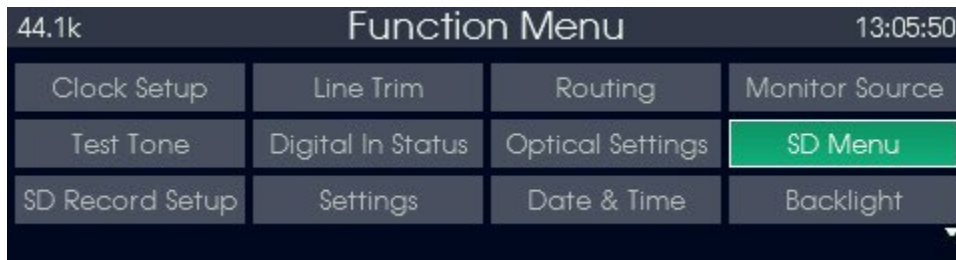 44.1k Function Menu 13:05:50
Clock Setup Line Trim Routing Monitor Source
Test Tone Digital In Status Optical Settings SD Menu
SD Record Setup Settings Date & Time Backlight